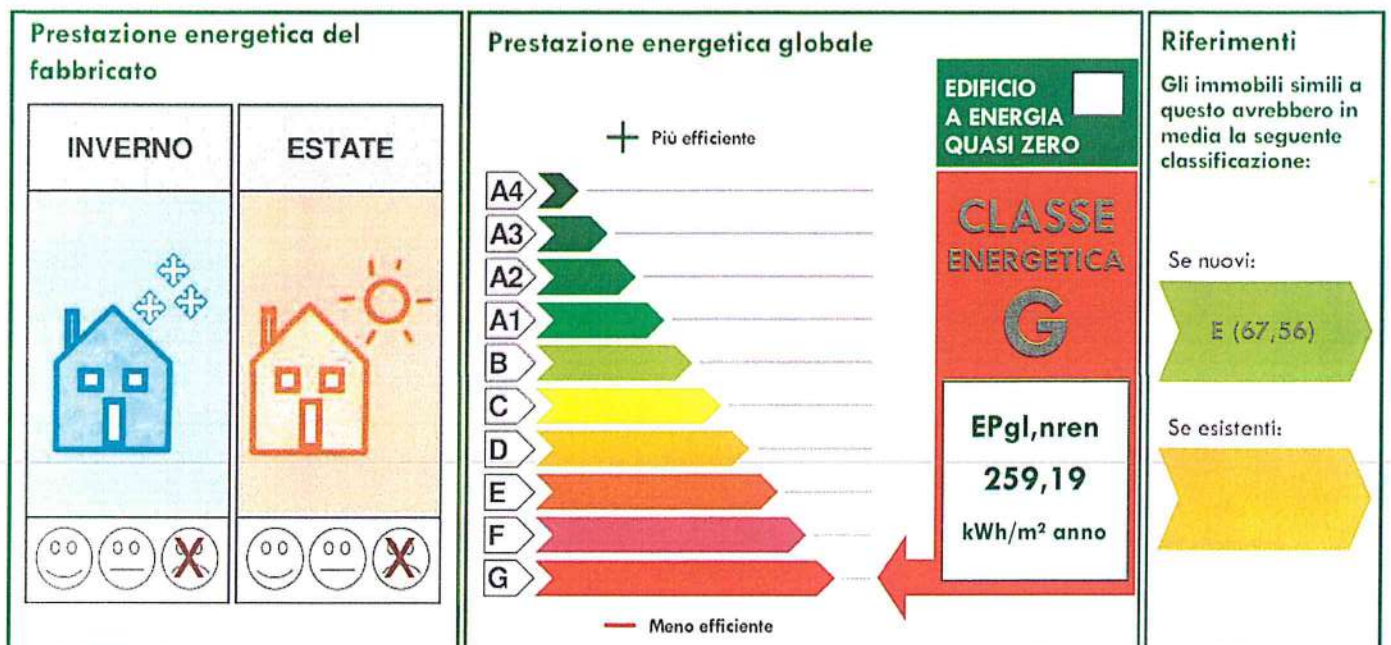 Prestazione energetica del
fabbricato
INVERNO
ESTATE
Prestazione energetica globale
+ Più efficiente
A4
A3
A2
A1
B
C
D
E
F
G
— Meno efficiente
EDIFICIO
A ENERGIA
QUASI ZERO
CLASSE
ENERGETICA
G
EPgl,nren
259,19
kWh/m² anno
Riferimenti
Gli immobili simili a
questo avrebbero in
media la seguente
classificazione:
Se nuovi:
E (67,56)
Se esistenti: